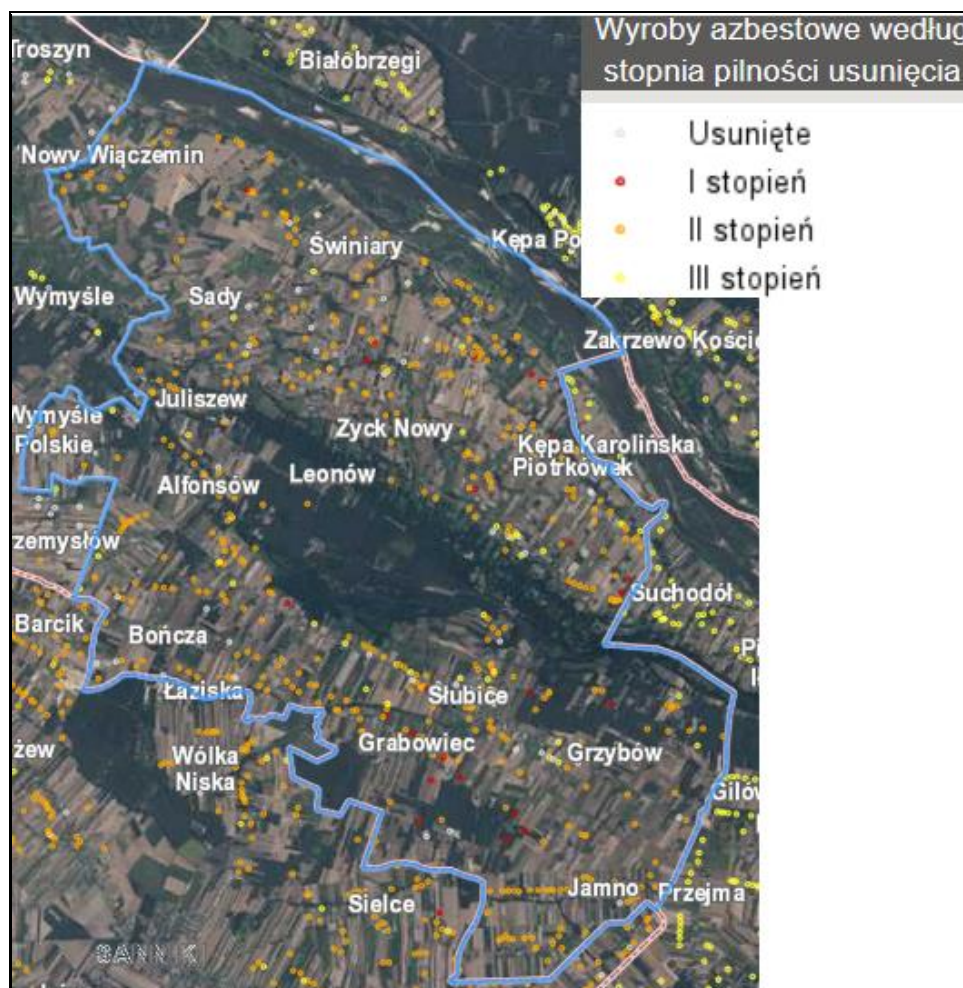 Wyroby azbestowe według
stopnia pilności usunięcia
Usunięte
I stopień
II stopień
III stopień
Troszyn
Białobrzegi
Nowy Wiączemin
Świniary
Kępa Po
Wymyśle
Sady
Zakrzewo Kości
Juliszew
Wymyśle
Polskie
Zyck Nowy
Kępa Karolińska
Piotrkówek
Leonów
Alfonsów
zemysłów
Suchodół
Barcik
Bończa
Łaziska
Słubice
żew
Grabowiec
Grzybów
Wólka
Niska
Giló
Jamno
Przejma
Sielce
SANNIK